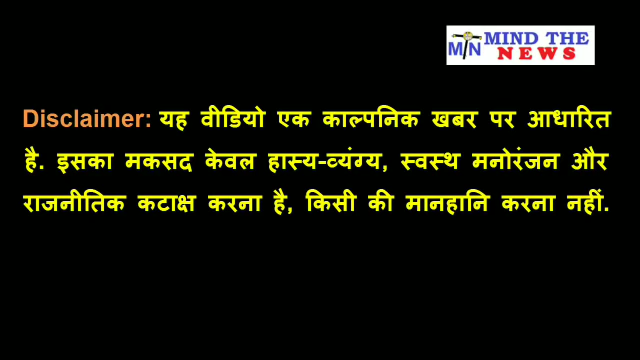 MIN MIND THE
NEWS
Disclaimer: यह वीडियो एक काल्पनिक खबर पर आधारित
है. इसका मकसद केवल हास्य-व्यंग्य, स्वस्थ मनोरंजन और
राजनीतिक कटाक्ष करना है, किसी की मानहानि करना नहीं.